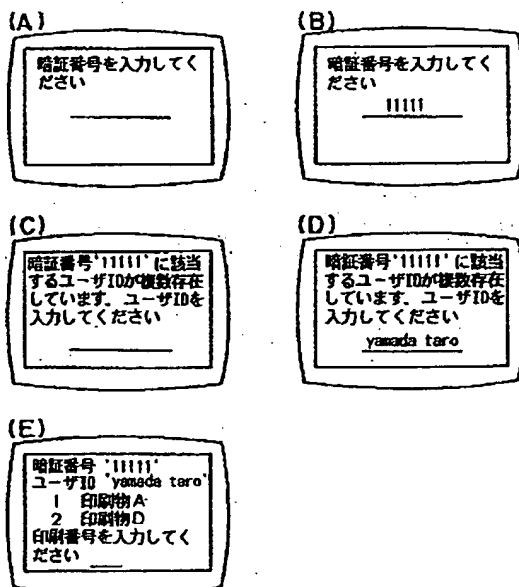 (A)
暗証番号を入力してく
ださい
(B)
暗証番号を入力してく
ださい
11111
(C)
暗証番号'11111'に該当
するユーザIDが複数存在
しています。ユーザIDを
入力してください
(D)
暗証番号'11111'に該当
するユーザIDが複数存在
しています。ユーザIDを
入力してください
yamada taro
(E)
暗証番号'11111'
ユーザID 'yamada taro'
1 印刷物A
2 印刷物D
印刷番号を入力してく
ださい